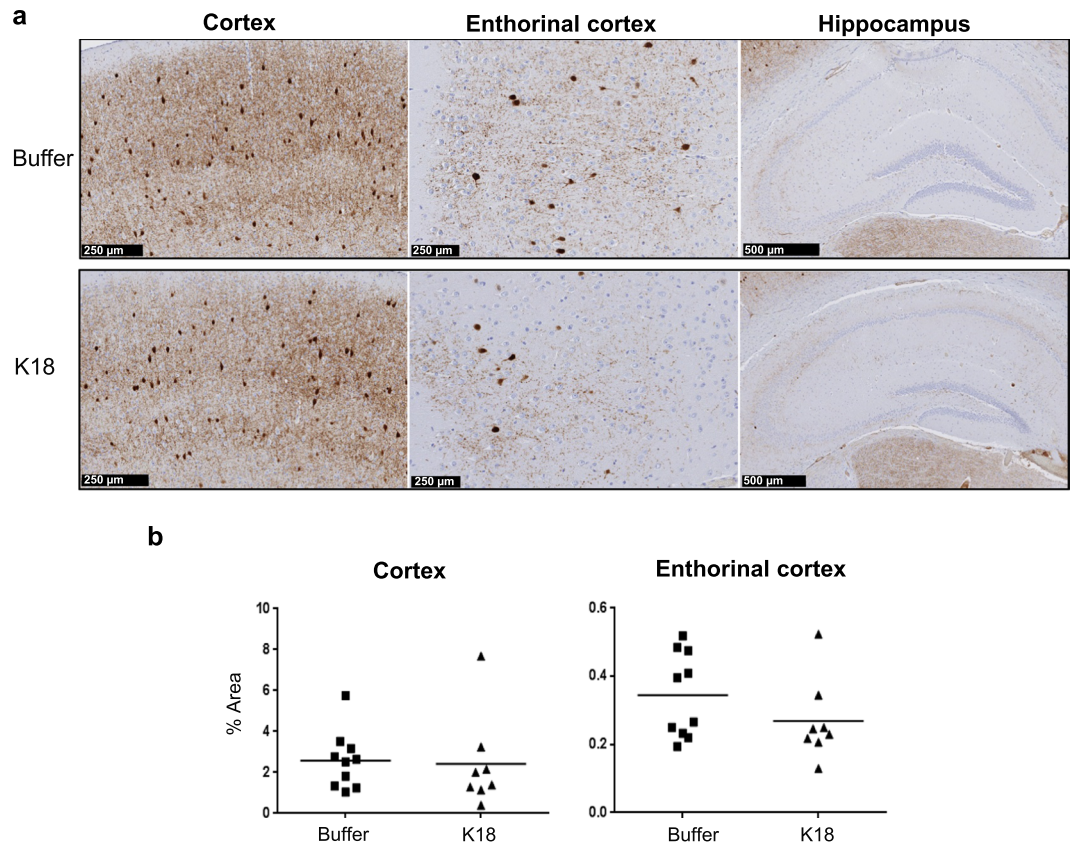 a
Cortex Enthorinal cortex Hippocampus
Buffer
250 µm 250 µm 500 µm
K18
250 µm 250 µm 500 µm
b
Cortex Enthorinal cortex
% Area
10
8
6
4
2
0
Buffer K18
0.6
0.4
0.2
0.0
Buffer K18